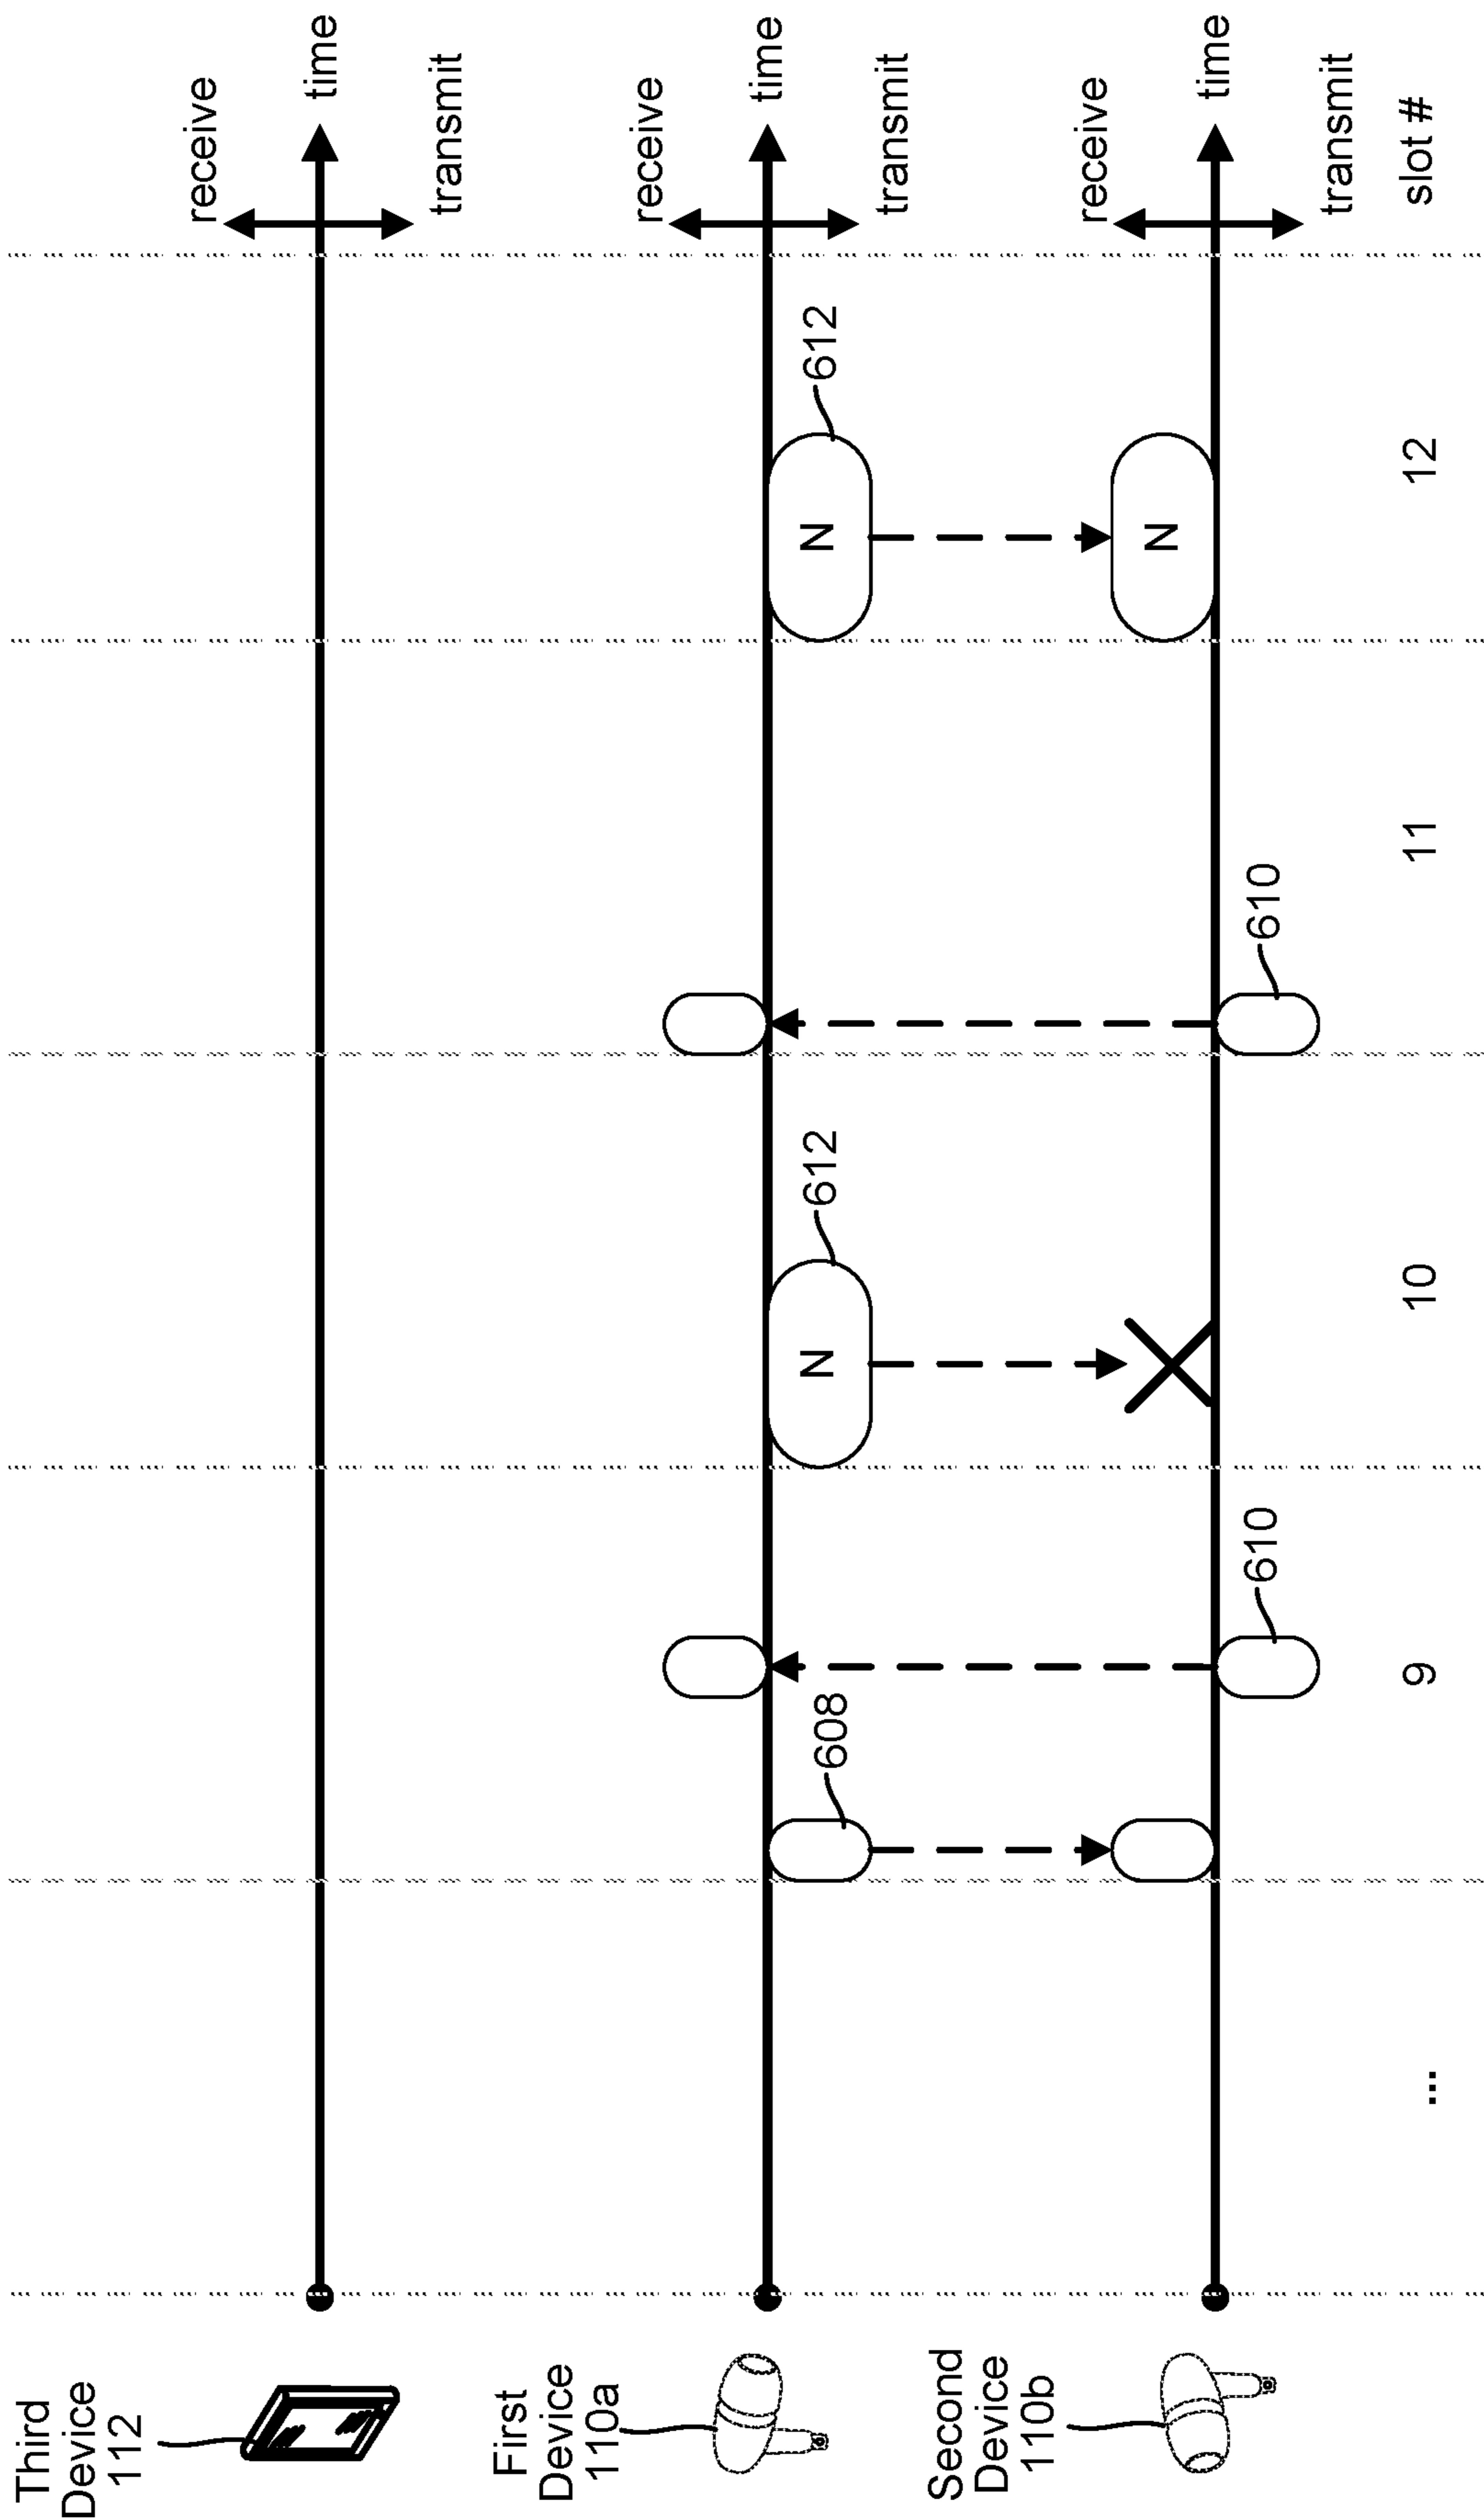 Third
Device
112
receive
time
transmit
First
Device
110a
608
610
N
612
N
612
receive
time
transmit
Second
Device
110b
610
610
N
receive
time
transmit
...
9
10
11
12
slot #